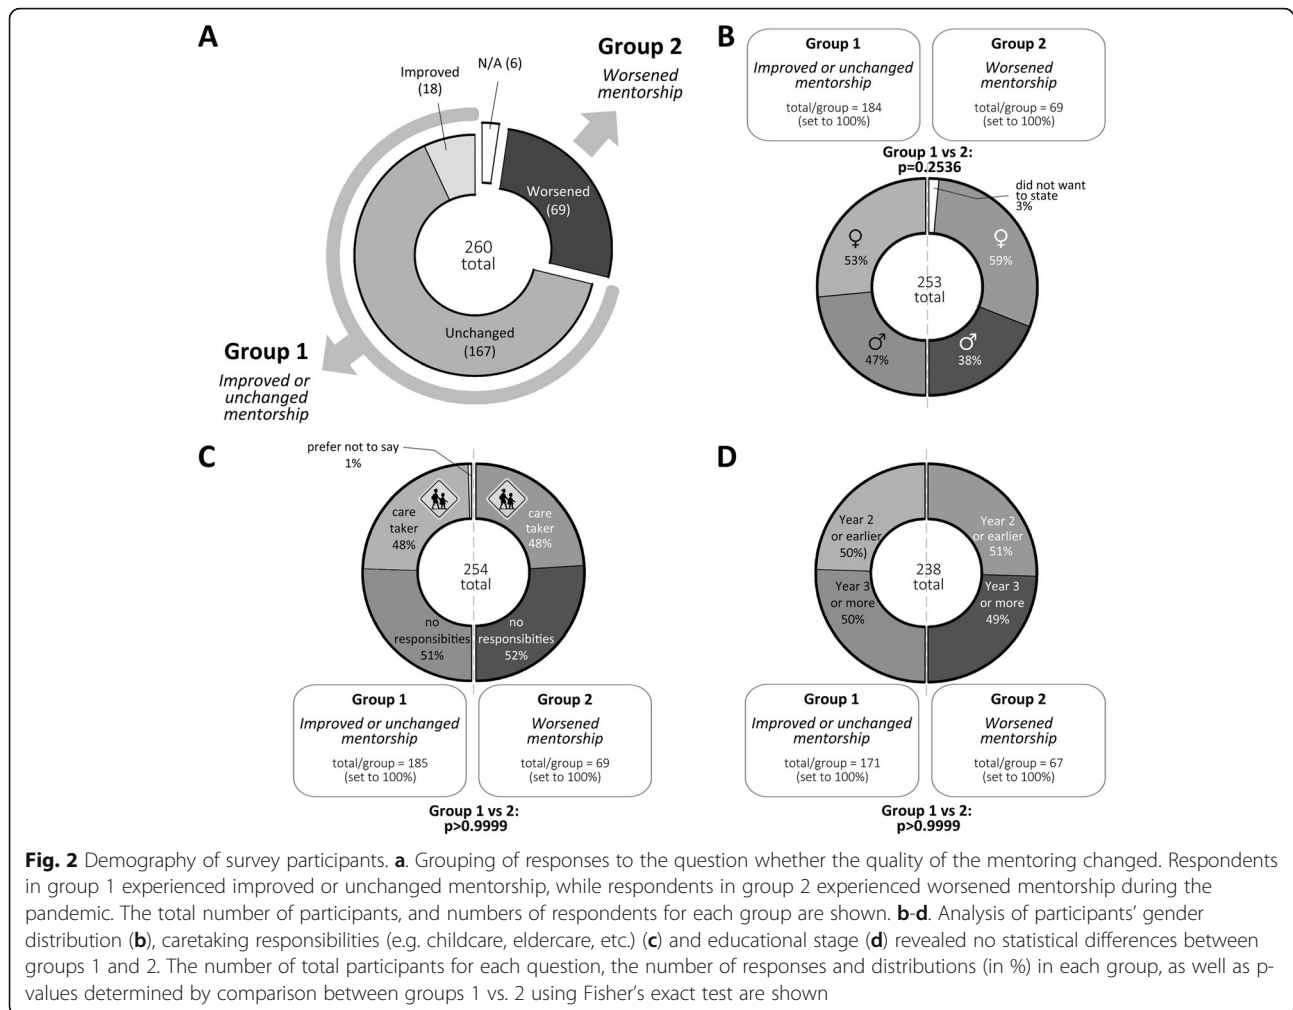 A
Improved
(18)
N/A (6)
Group 2
Worsened
mentorship
Worsened
(69)
260
total
Unchanged
(167)
Group 1
Improved or
unchanged
mentorship
B
Group 1
Improved or unchanged
mentorship
total/group = 184
(set to 100%)
Group 2
Worsened
mentorship
total/group = 69
(set to 100%)
Group 1 vs 2:
p=0.2536
did not want
to state
3%
♀
53%
♀
59%
253
total
♂
47%
♂
38%
C
prefer not to say
1%
care
taker
48%
care
taker
48%
254
total
no
responsibities
51%
no
responsibities
52%
Group 1
Improved or unchanged
mentorship
total/group = 185
(set to 100%)
Group 2
Worsened
mentorship
total/group = 69
(set to 100%)
Group 1 vs 2:
p>0.9999
D
Year 2
or earlier
50%)
Year 2
or earlier
51%
238
total
Year 3
or more
50%
Year 3
or more
49%
Group 1
Improved or unchanged
mentorship
total/group = 171
(set to 100%)
Group 2
Worsened
mentorship
total/group = 67
(set to 100%)
Group 1 vs 2:
p>0.9999
Fig. 2 Demography of survey participants. a. Grouping of responses to the question whether the quality of the mentoring changed. Respondents
in group 1 experienced improved or unchanged mentorship, while respondents in group 2 experienced worsened mentorship during the
pandemic. The total number of participants, and numbers of respondents for each group are shown. b-d. Analysis of participants' gender
distribution (b), caretaking responsibilities (e.g. childcare, eldercare, etc.) (c) and educational stage (d) revealed no statistical differences between
groups 1 and 2. The number of total participants for each question, the number of responses and distributions (in %) in each group, as well as p-
values determined by comparison between groups 1 vs. 2 using Fisher's exact test are shown